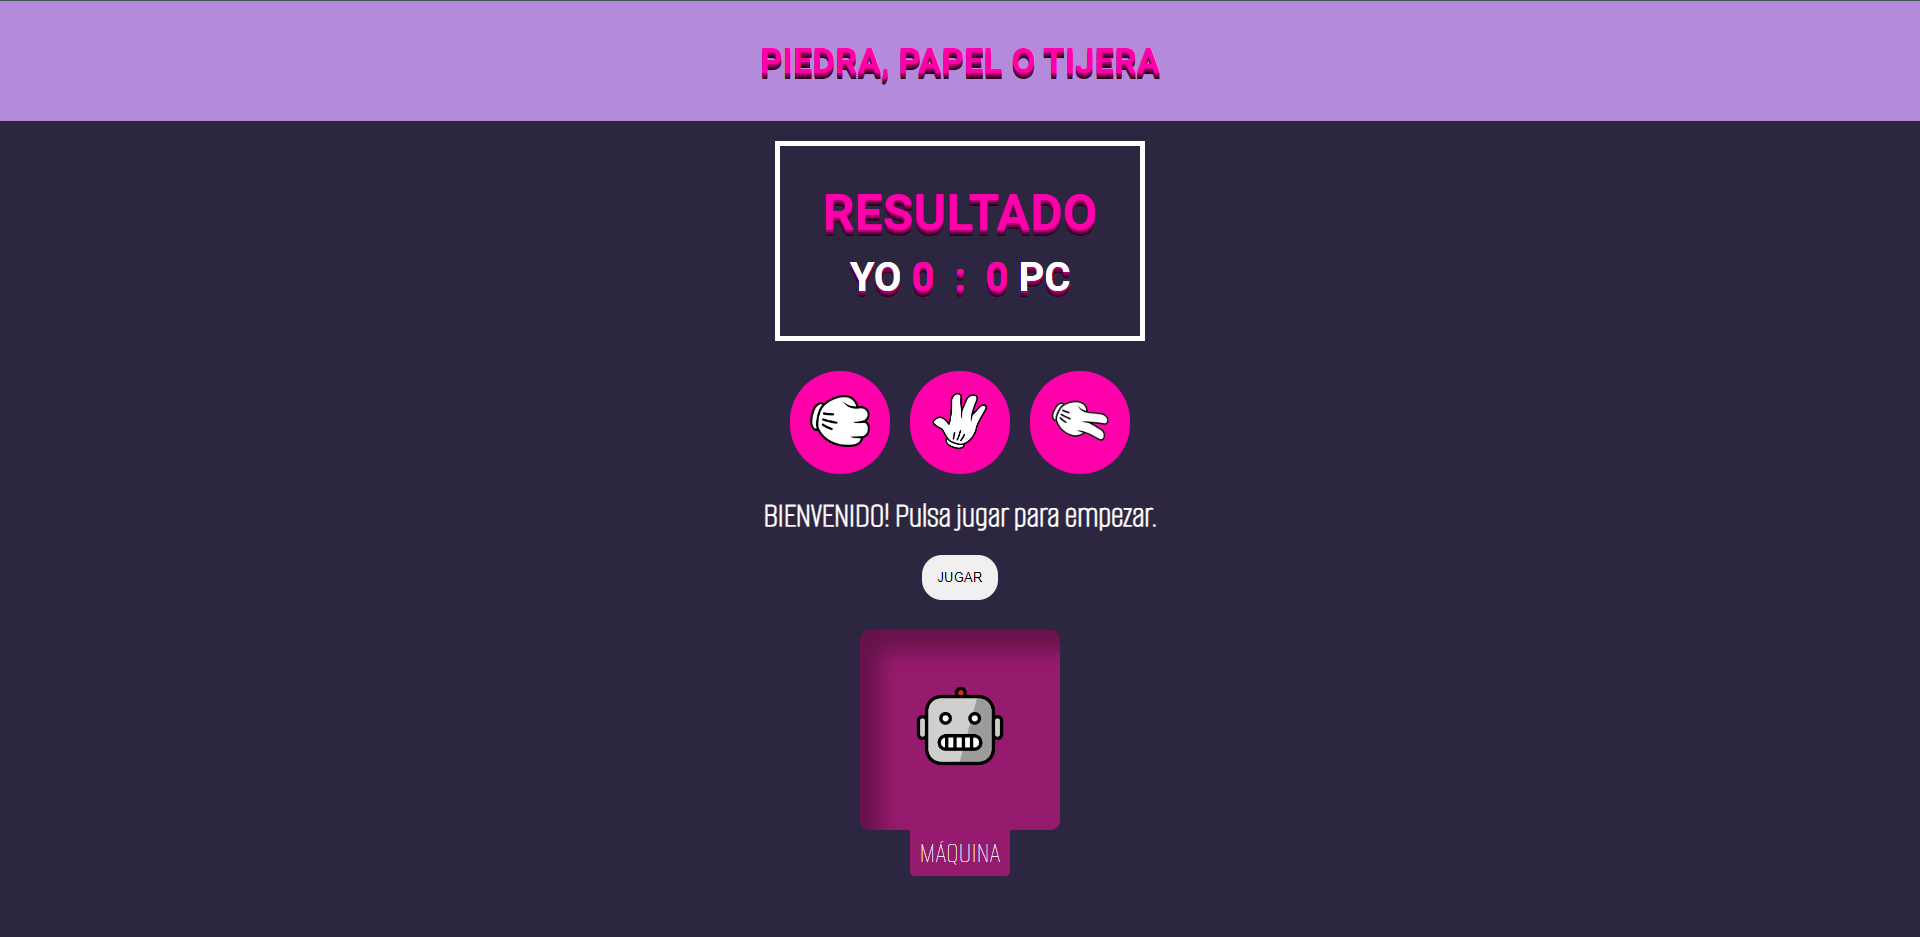 PIEDRA, PAPEL O TIJERA
RESULTADO
YO 0 : 0 PC
BIENVENIDO! Pulsa jugar para empezar.
JUGAR
MÁQUINA